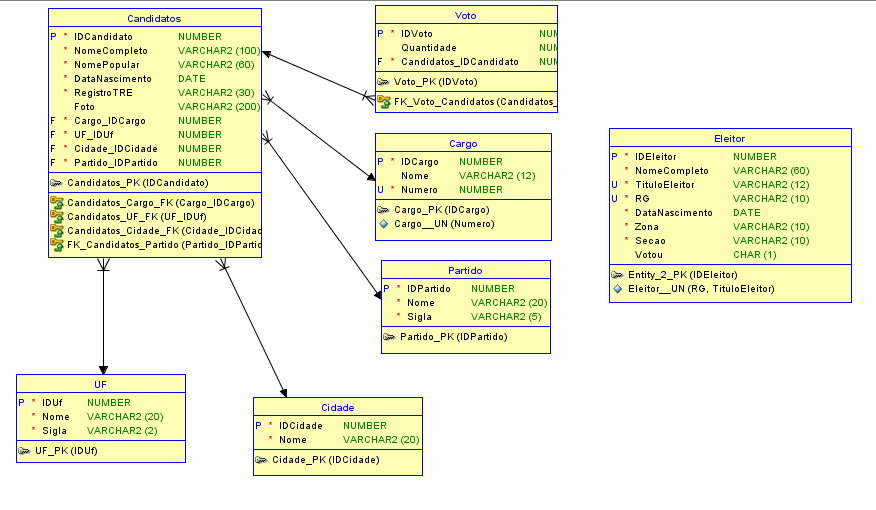 Candidatos
P * IDCandidato NUMBER
* NomeCompleto VARCHAR2 (100)
* NomePopular VARCHAR2 (60)
* DataNascimento DATE
* RegistroTRE VARCHAR2 (30)
Foto VARCHAR2 (200)
F * Cargo_IDCargo NUMBER
F * UF_IDUf NUMBER
F * Cidade_IDCidade NUMBER
F * Partido_IDPartido NUMBER
Candidatos_PK (IDCandidato)
Candidatos_Cargo_FK (Cargo_IDCargo)
Candidatos_UF_FK (UF_IDUf)
Candidatos_Cidade_FK (Cidade_IDCidad
FK_Candidatos_Partido (Partido_IDPartid
Voto
P * IDVoto NUM
Quantidade NUM
F * Candidatos_IDCandidato NUM
Voto_PK (IDVoto)
FK_Voto_Candidatos (Candidatos_
Cargo
P * IDCargo NUMBER
Nome VARCHAR2 (12)
U * Numero NUMBER
Cargo_PK (IDCargo)
Cargo__UN (Numero)
Partido
P * IDPartido NUMBER
* Nome VARCHAR2 (20)
* Sigla VARCHAR2 (5)
Partido_PK (IDPartido)
Eleitor
P * IDEleitor NUMBER
* NomeCompleto VARCHAR2 (60)
U * TituloEleitor VARCHAR2 (12)
U * RG VARCHAR2 (10)
* DataNascimento DATE
* Zona VARCHAR2 (10)
* Secao VARCHAR2 (10)
Votou CHAR (1)
Entity_2_PK (IDEleitor)
Eleitor__UN (RG, TituloEleitor)
UF
P * IDUf NUMBER
* Nome VARCHAR2 (20)
* Sigla VARCHAR2 (2)
UF_PK (IDUf)
Cidade
P * IDCidade NUMBER
* Nome VARCHAR2 (20)
Cidade_PK (IDCidade)